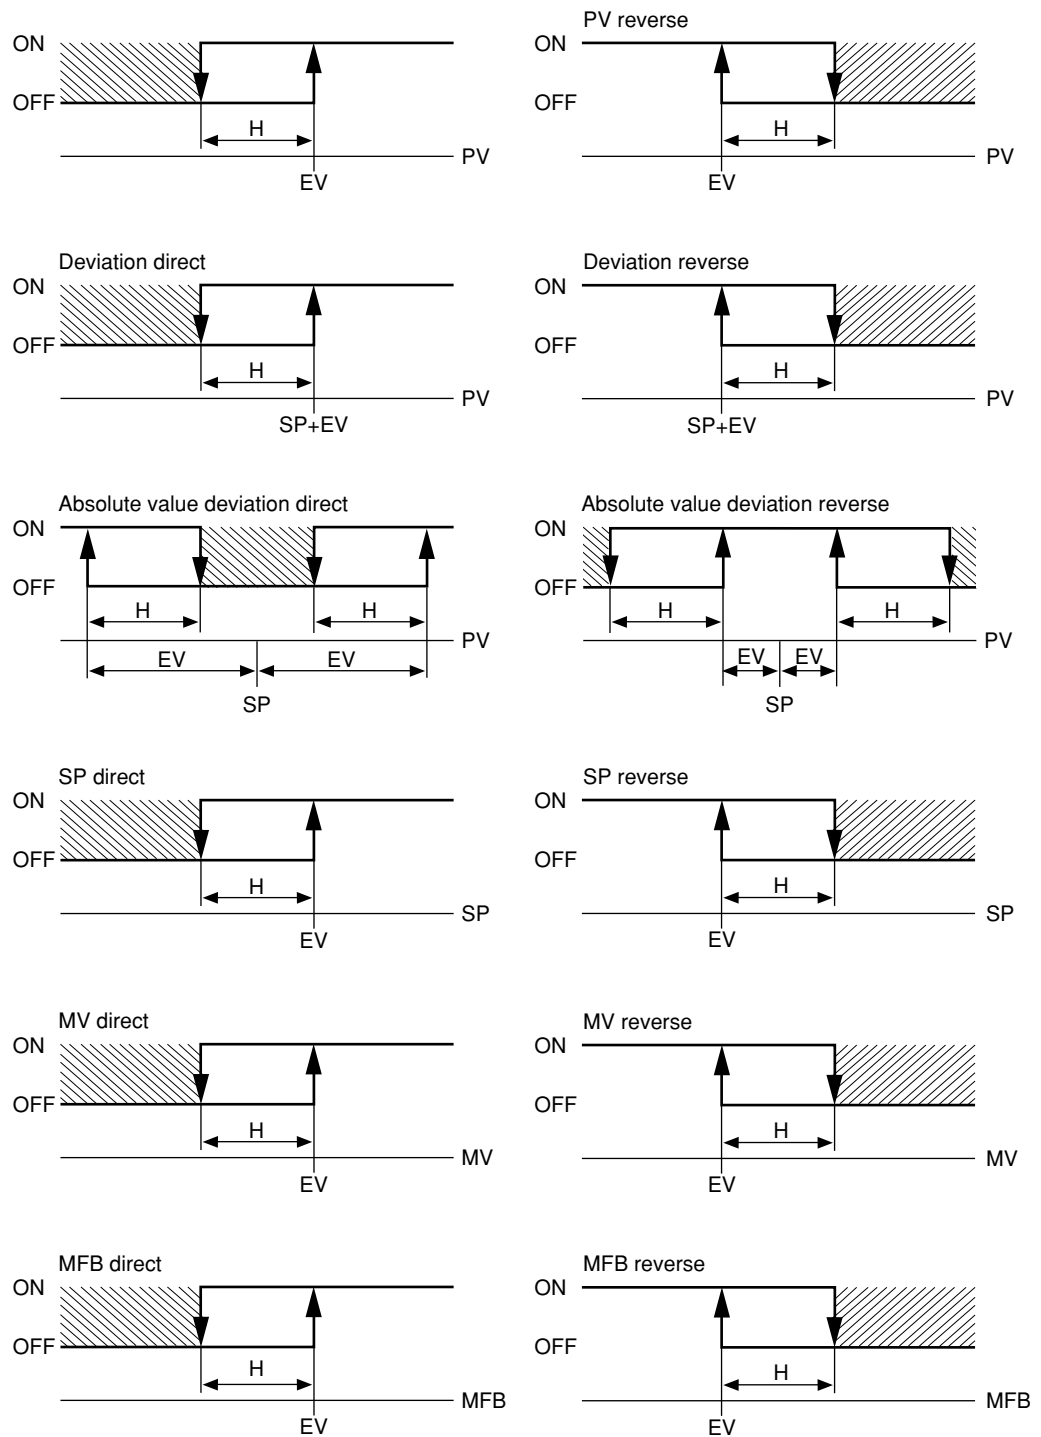 PV reverse
ON
OFF
H
PV
EV
ON
OFF
H
PV
EV
Deviation direct
ON
OFF
H
PV
SP+EV
Deviation reverse
ON
OFF
H
PV
SP+EV
Absolute value deviation direct
ON
OFF
H
H
PV
EV
EV
SP
Absolute value deviation reverse
ON
OFF
H
H
PV
EV
EV
SP
SP direct
ON
OFF
H
SP
EV
SP reverse
ON
OFF
H
SP
EV
MV direct
ON
OFF
H
MV
EV
MV reverse
ON
OFF
H
MV
EV
MFB direct
ON
OFF
H
MFB
EV
MFB reverse
ON
OFF
H
MFB
EV